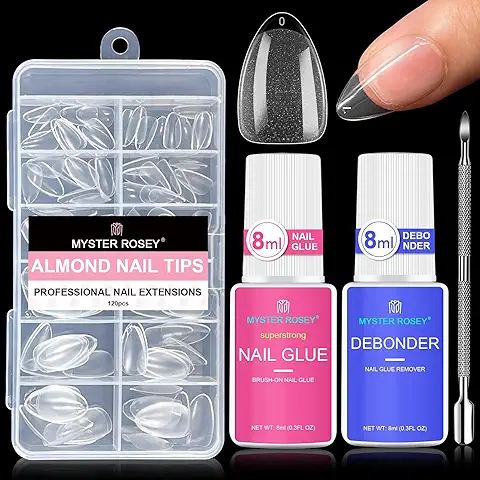 MYSTER ROSEY®
ALMOND NAIL TIPS
PROFESSIONAL NAIL EXTENSIONS
120pcs
0
1
8ml NAIL GLUE
MYSTER ROSEY®
superstrong
NAIL GLUE
BRUSH-ON NAIL GLUE
NET WT: 8ml (0.3FL OZ)
8ml DEBO NDER
MYSTER ROSEY®
DEBONDER
NAIL GLUE REMOVER
NET WT: 8ml (0.3FL OZ)